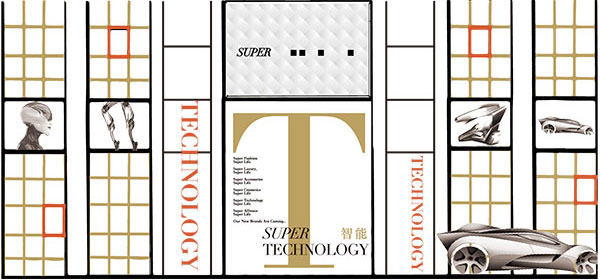 SUPER
TECHNOLOGY
T
Super Fashion
Super Life
Super Luxury,
Super Life
Super Accessories
Super Life
Super Cosmetics
Super Life
Super Technology
Super Life
Super Alliance
Super Life
Our New Brands Are Coming...
SUPER 智能
TECHNOLOGY
TECHNOLOGY